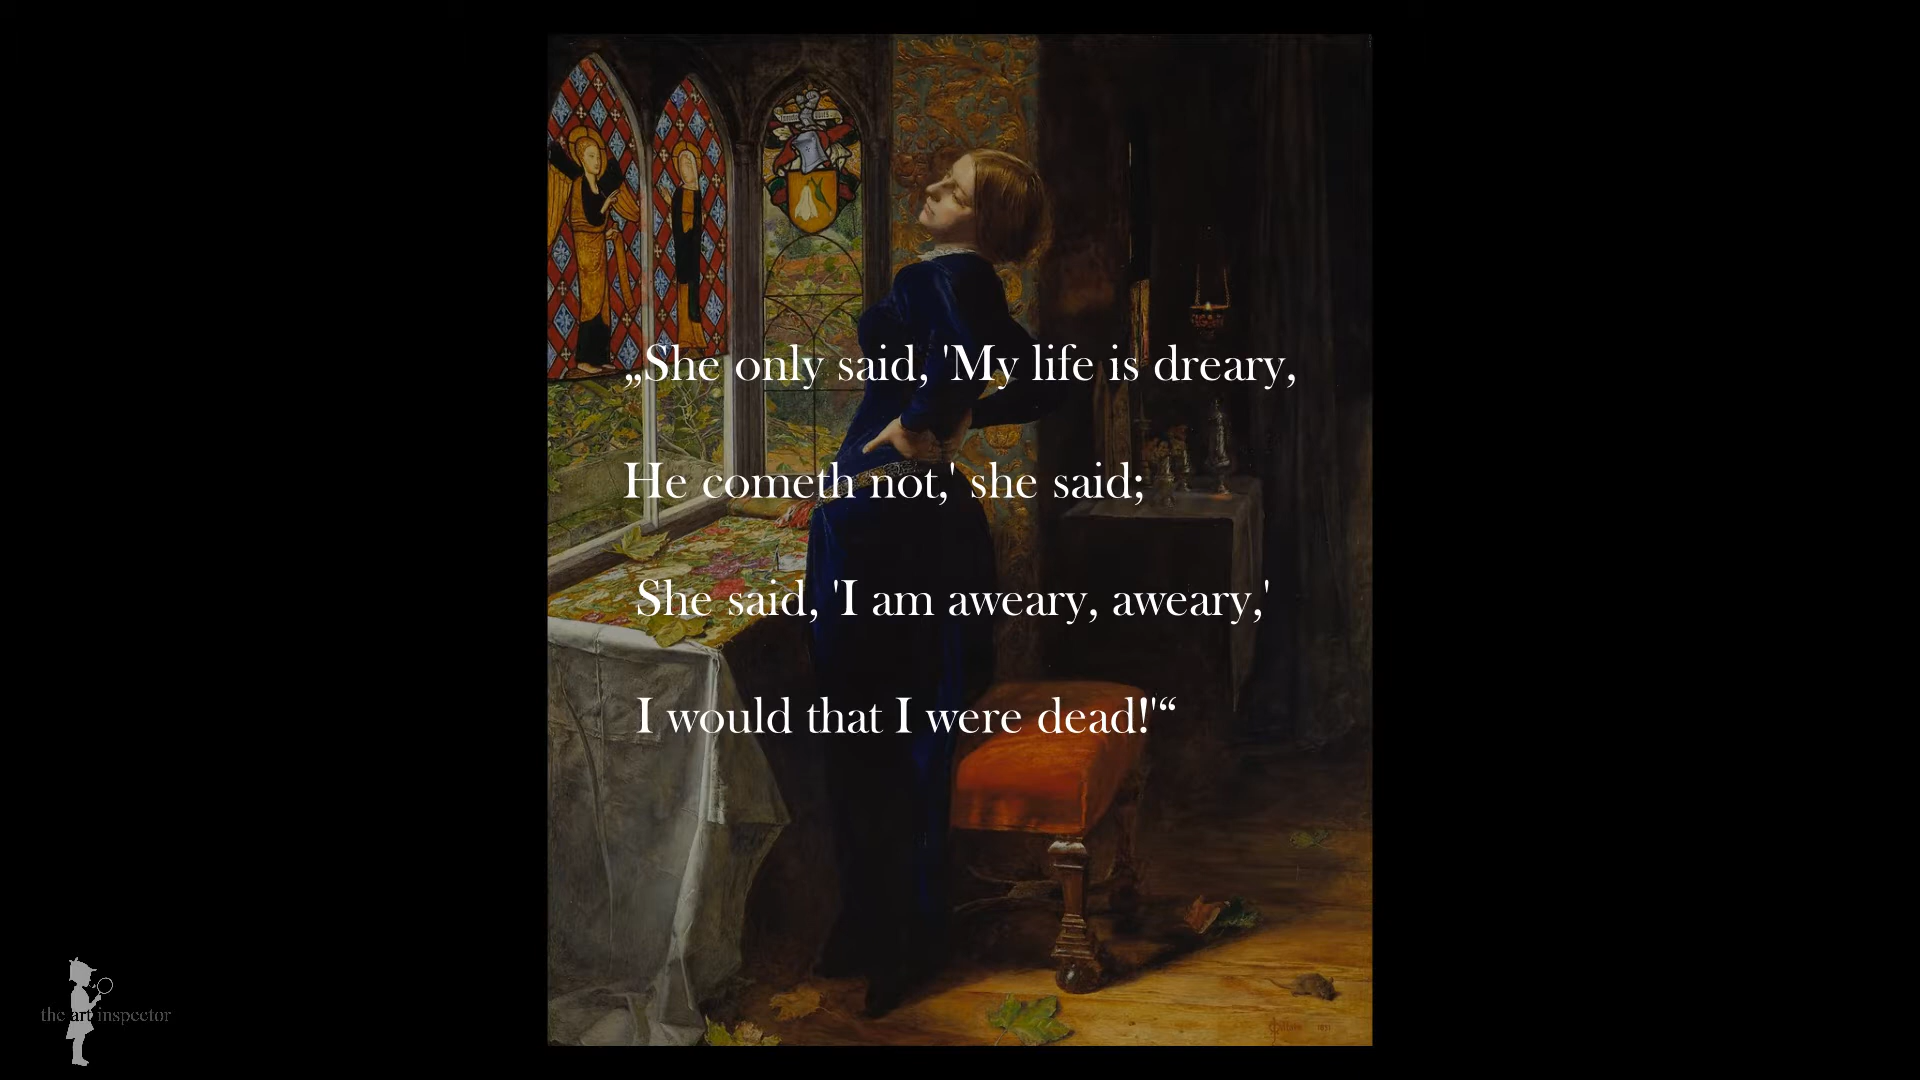 „She only said, 'My life is dreary,
He cometh not,' she said;
She said, 'I am aweary, aweary,'
I would that I were dead!'“
the art inspector